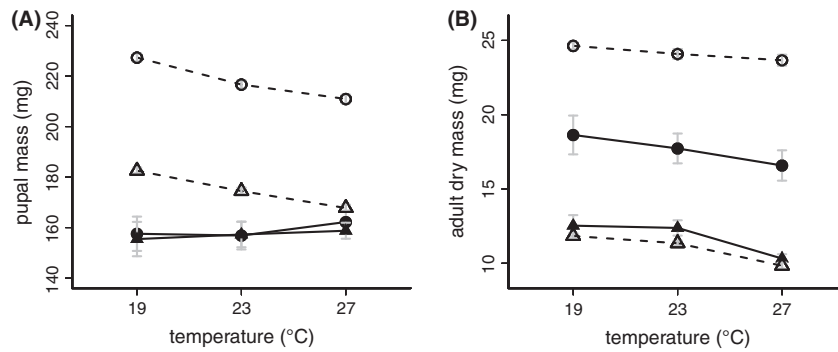 (A)
pupal mass (mg)
140 160 180 200 220 240
19 23 27
temperature (°C)
(B)
adult dry mass (mg)
10 15 20 25
19 23 27
temperature (°C)